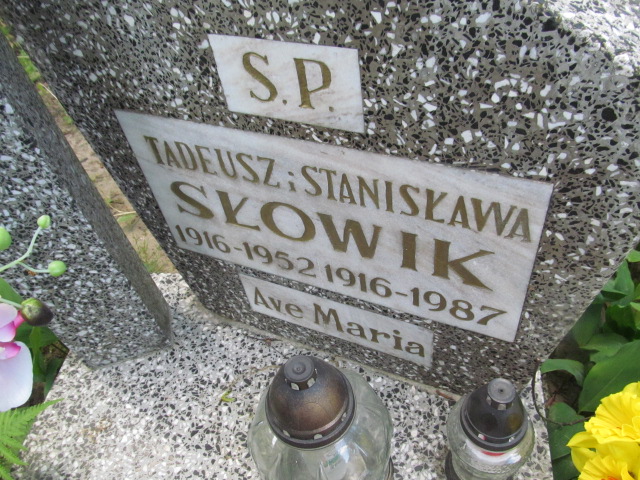 S.P.
TADEUSZ i STANISŁAWA
SŁOWIK
1916-1952 1916-1987
Ave Maria